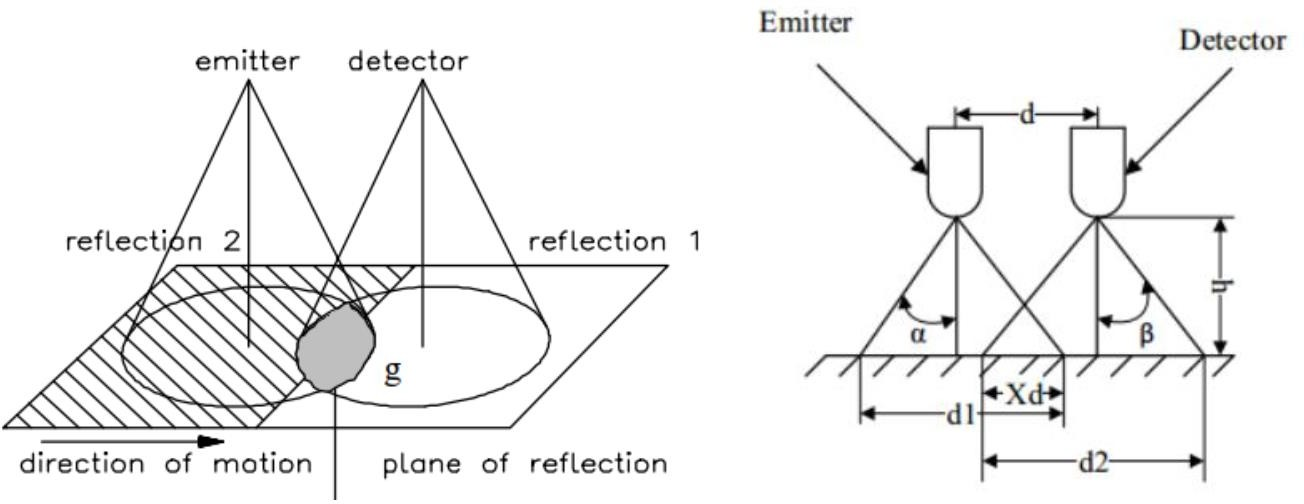 emitter
detector
reflection 2
reflection 1
g
direction of motion
plane of reflection
Emitter
Detector
d
h
α
β
Xd
d1
d2